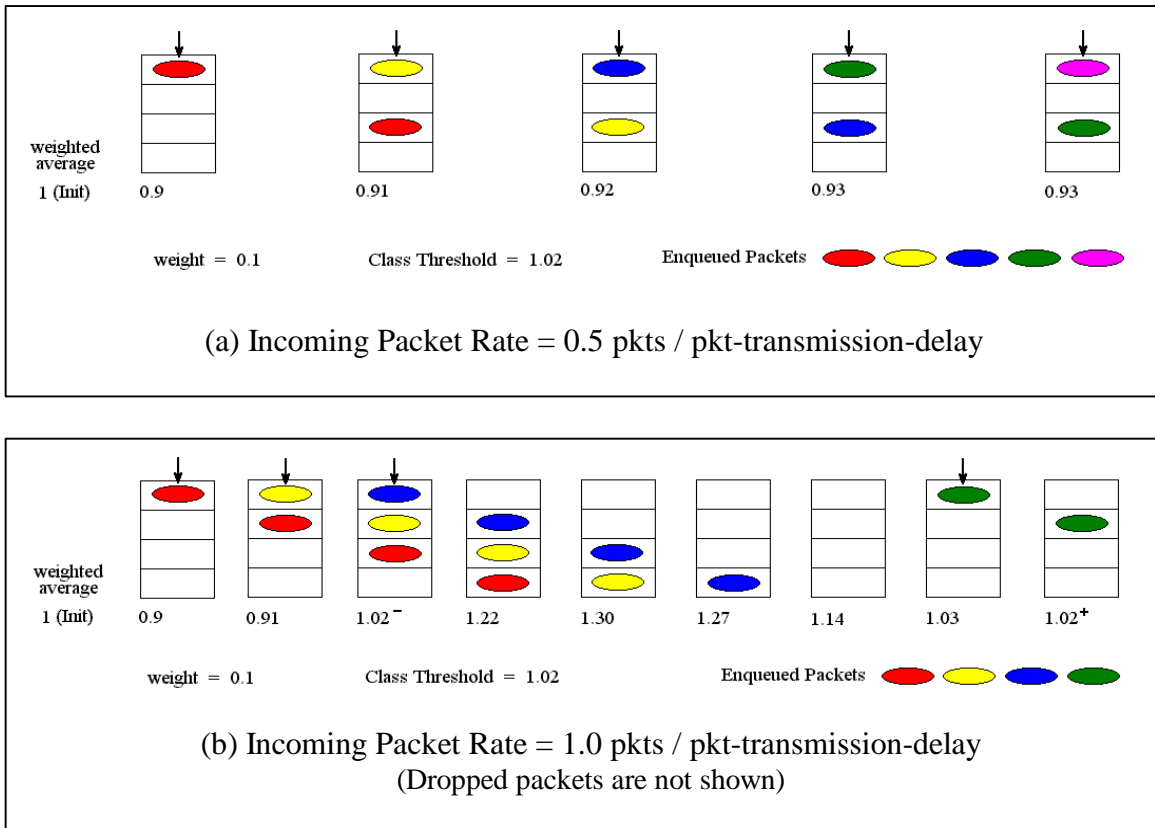 weighted
average
1 (Init) 0.9 0.91 0.92 0.93 0.93
weight = 0.1 Class Threshold = 1.02 Enqueued Packets
(a) Incoming Packet Rate = 0.5 pkts / pkt-transmission-delay
weighted
average
1 (Init) 0.9 0.91 1.02⁻ 1.22 1.30 1.27 1.14 1.03 1.02⁺
weight = 0.1 Class Threshold = 1.02 Enqueued Packets
(b) Incoming Packet Rate = 1.0 pkts / pkt-transmission-delay
(Dropped packets are not shown)